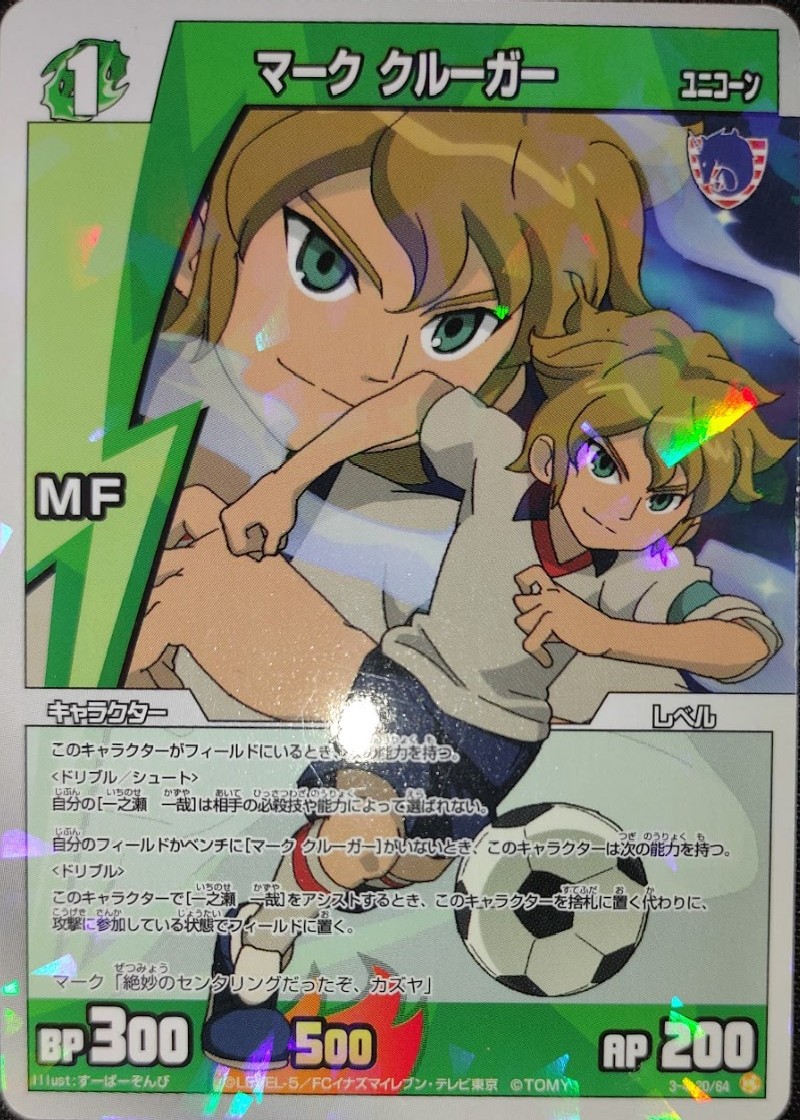 1
マーク クルーガー
ユニコーン
MF
キャラクター
レベル
このキャラクターがフィールドにいるとき、の能力を持つ。
<ドリブル／シュート>
自分の[一之瀬 一哉]は相手の必殺技や能力によって選ばれない。
自分のフィールドかベンチに[マーク クルーガー]がいないとき、このキャラクターは次の能力を持つ。
<ドリブル>
このキャラクターで[一之瀬 一哉]をアシストするとき、このキャラクターを捨札に置く代わりに、
攻撃に参加している状態でフィールドに置く。
マーク「絶妙のセンタリングだったぞ、カズヤ」
BP 300
500
AP 200
Illust:すーぱーぞんび
©LEVEL-5／FCイナズマイレブン・テレビ東京 ©TOMY
20/64